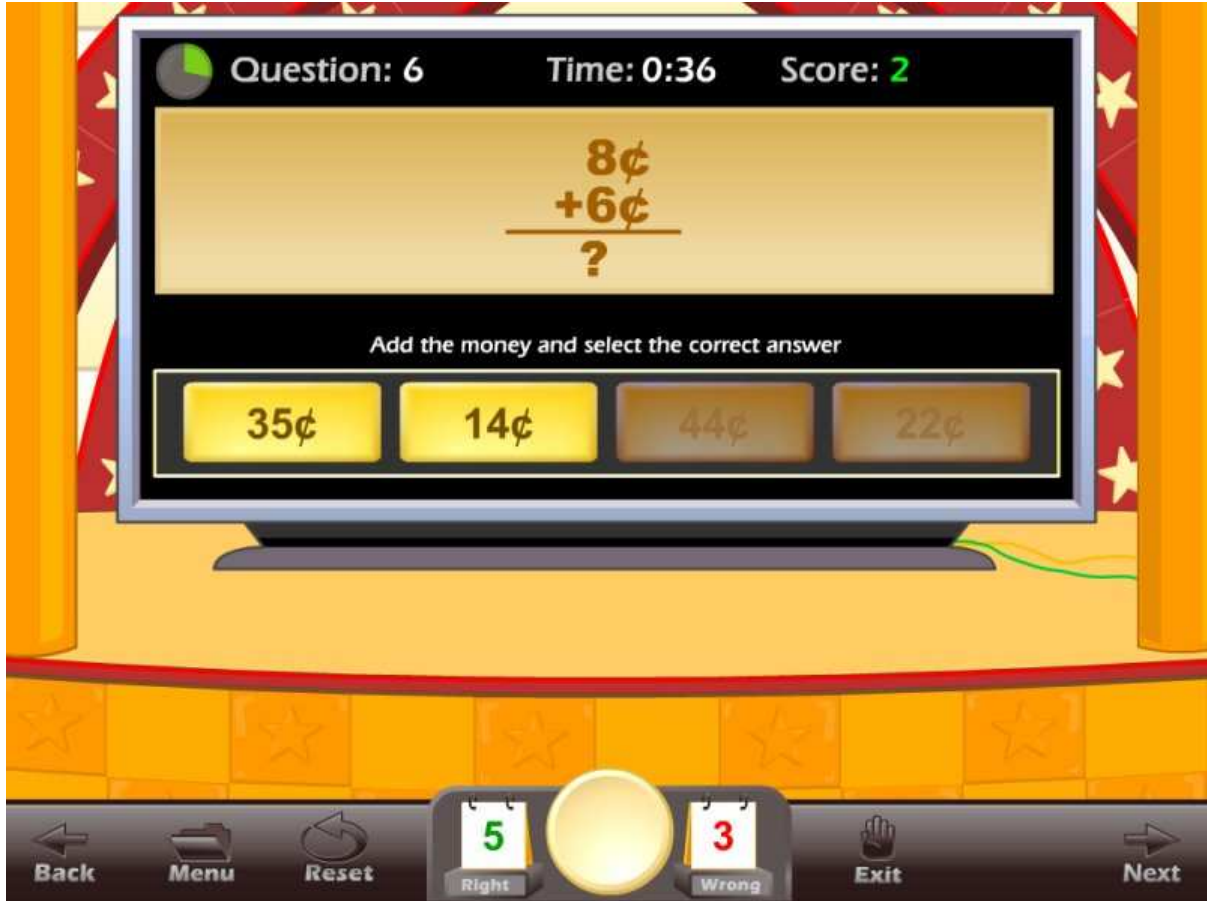 Question: 6 Time: 0:36 Score: 2
8¢
+6¢
?
Add the money and select the correct answer
35¢ 14¢ 44¢ 22¢
5 3
Right Wrong
Back Menu Reset Exit Next